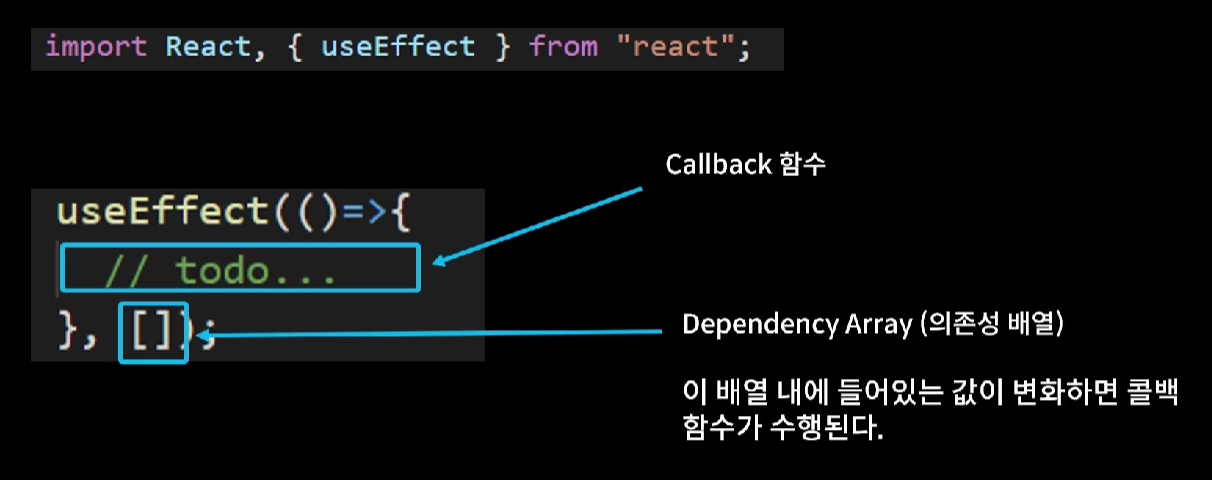 import React, { useEffect } from "react";
Callback 함수
useEffect(()=>{
// todo...
}, []);
Dependency Array (의존성 배열)
이 배열 내에 들어있는 값이 변화하면 콜백
함수가 수행된다.